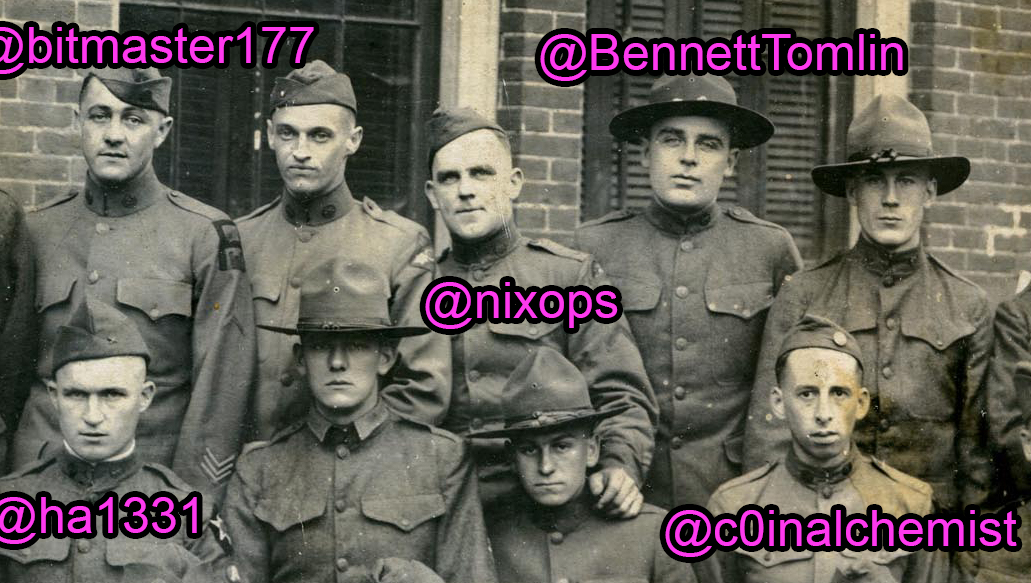 @bitmaster177
@BennettTomlin
@nixops
@ha1331
@c0inalchemist